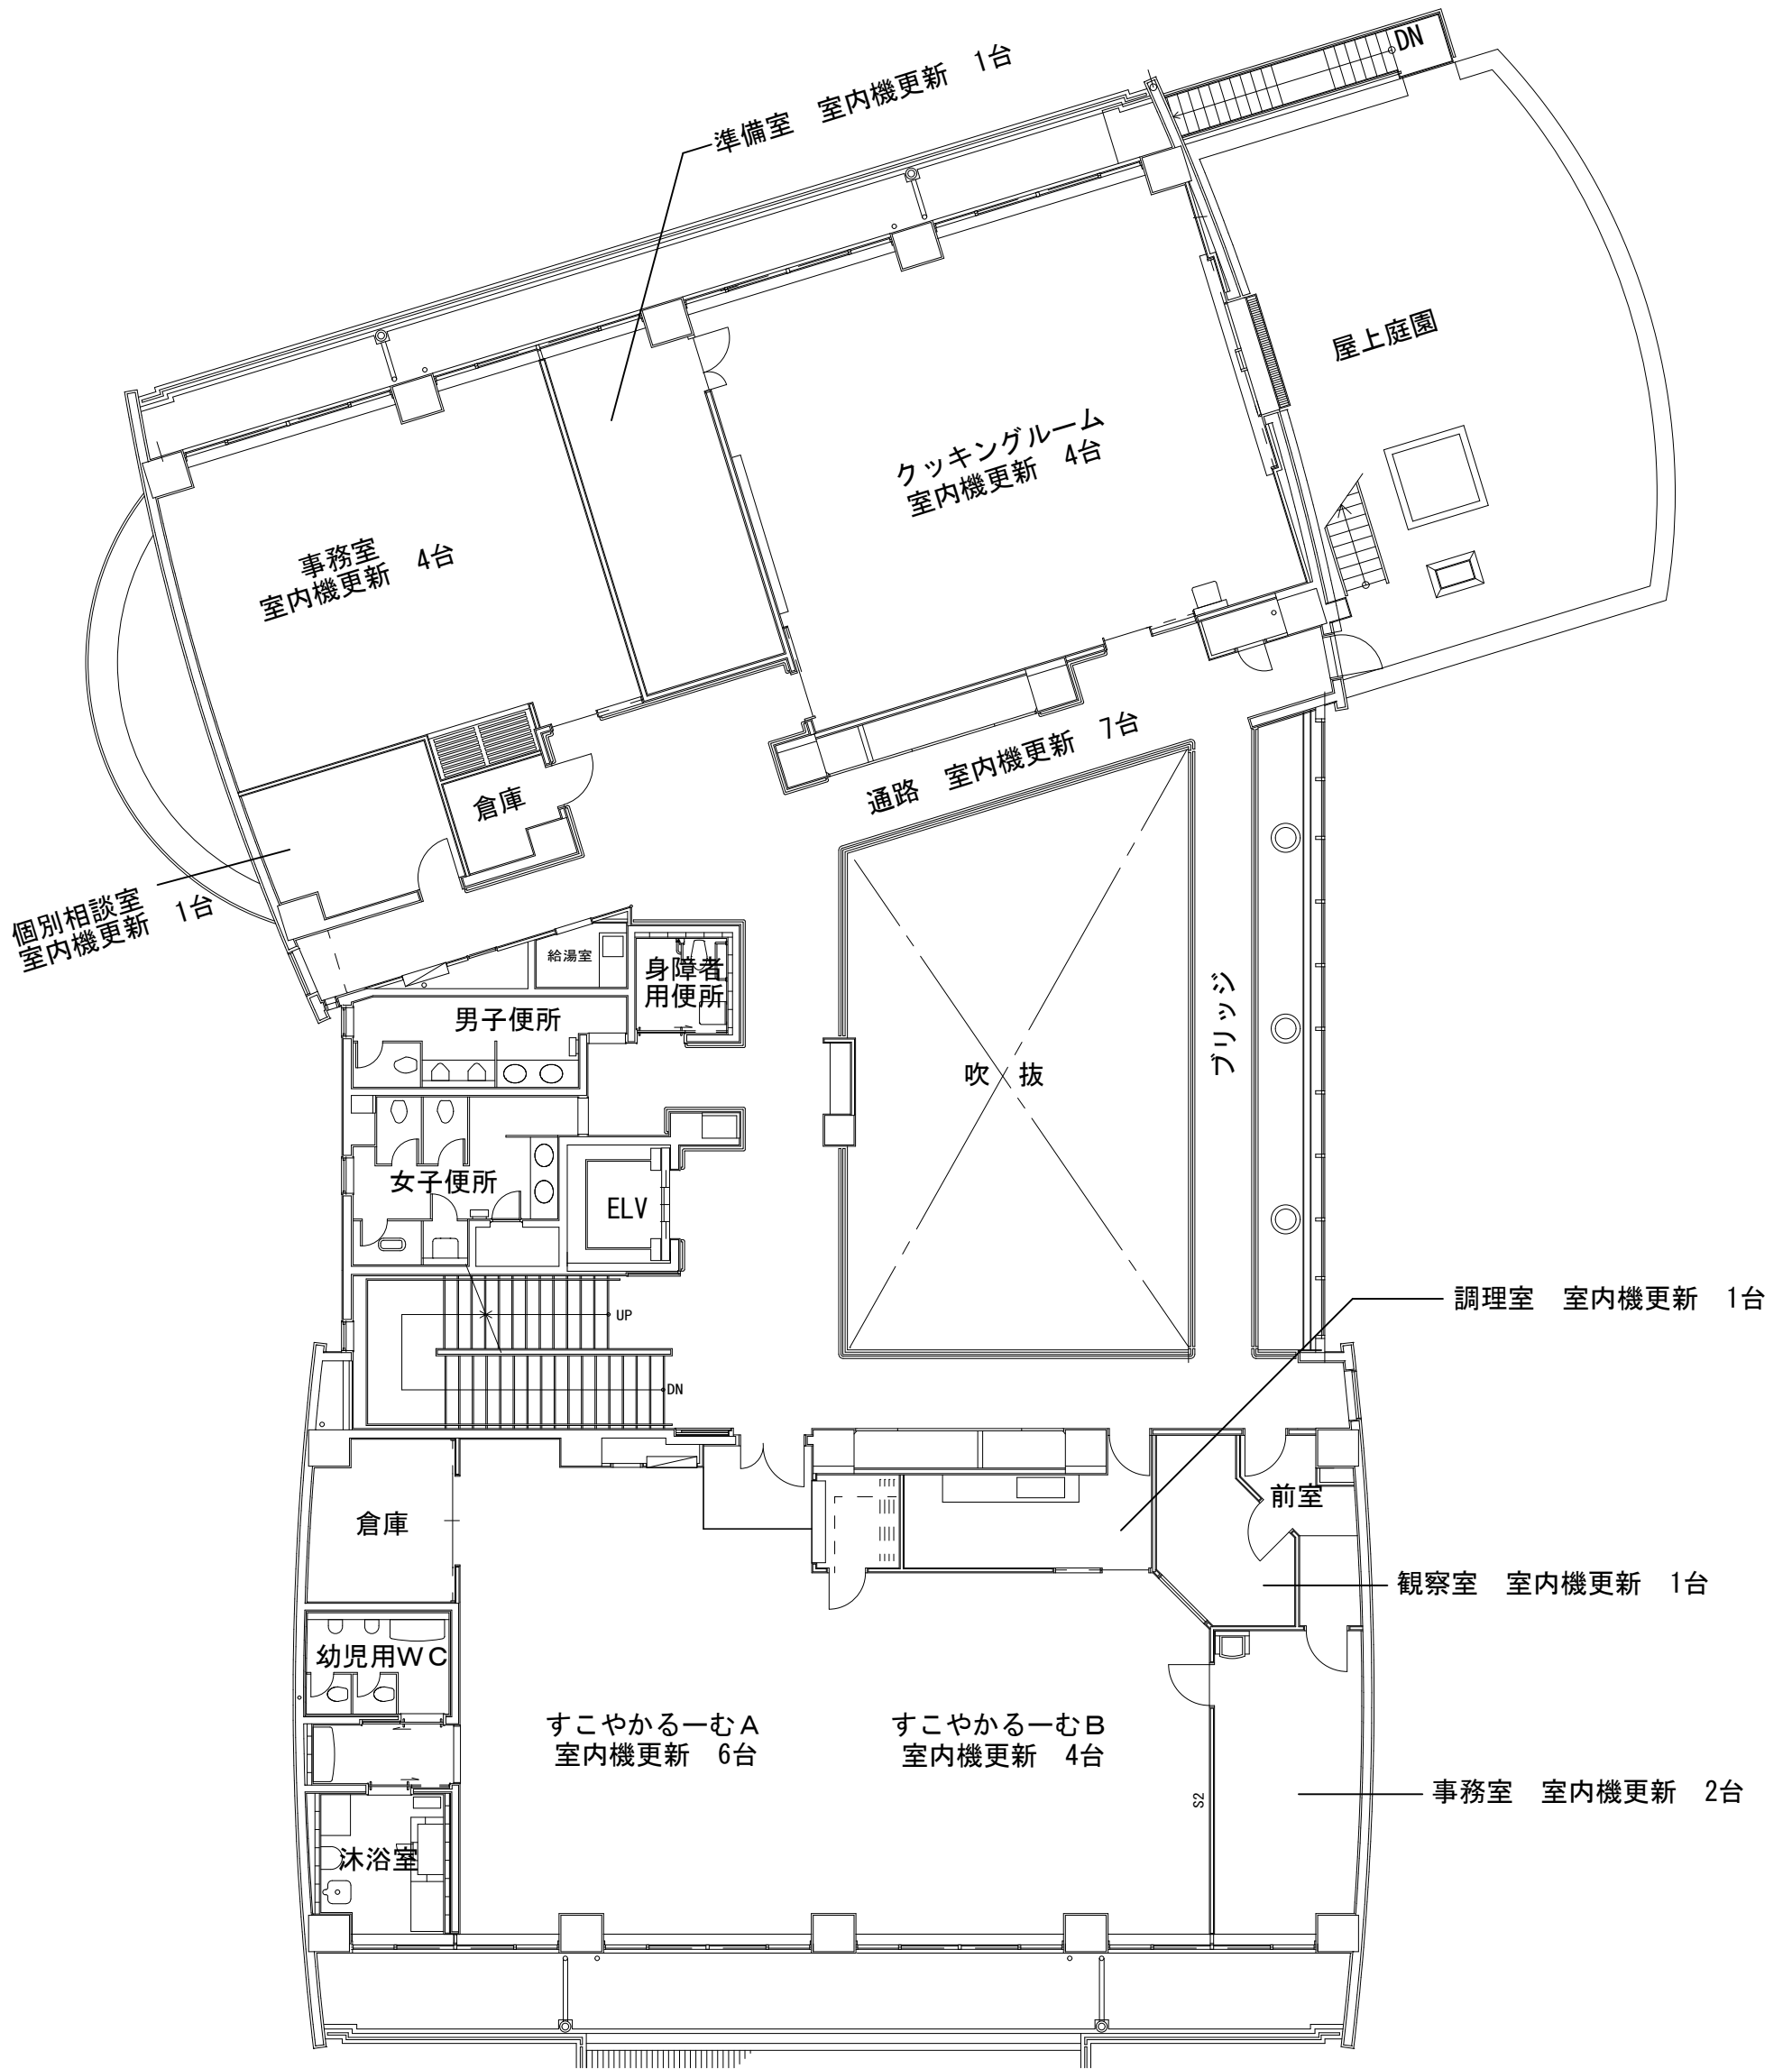 DN
準備室　室内機更新　1台
屋上庭園
クッキングルーム
室内機更新　4台
事務室
室内機更新　4台
通路　室内機更新　7台
倉庫
個別相談室
室内機更新　1台
給湯室
身障者
用便所
男子便所
ブリッジ
吹抜
女子便所
ELV
UP
調理室　室内機更新　1台
DN
前室
倉庫
観察室　室内機更新　1台
幼児用WC
すこやかるーむA
室内機更新　6台
すこやかるーむB
室内機更新　4台
S2
事務室　室内機更新　2台
沐浴室